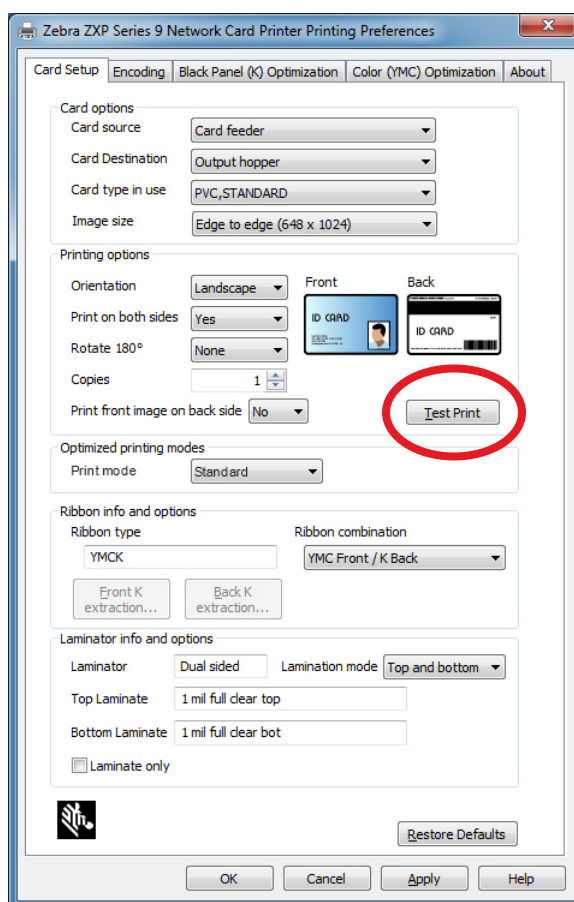 Zebra ZXP Series 9 Network Card Printer Printing Preferences
Card Setup Encoding Black Panel (K) Optimization Color (YMC) Optimization About
Card options
Card source Card feeder
Card Destination Output hopper
Card type in use PVC,STANDARD
Image size Edge to edge (648 x 1024)
Printing options
Orientation Landscape Front Back
Print on both sides Yes ID CARD ID CARD
Rotate 180° None
Copies 1
Print front image on back side No Test Print
Optimized printing modes
Print mode Standard
Ribbon info and options
Ribbon type Ribbon combination
YMCK YMC Front / K Back
Front K extraction... Back K extraction...
Laminator info and options
Laminator Dual sided Lamination mode Top and bottom
Top Laminate 1 mil full clear top
Bottom Laminate 1 mil full clear bot
Laminate only
Restore Defaults
OK Cancel Apply Help